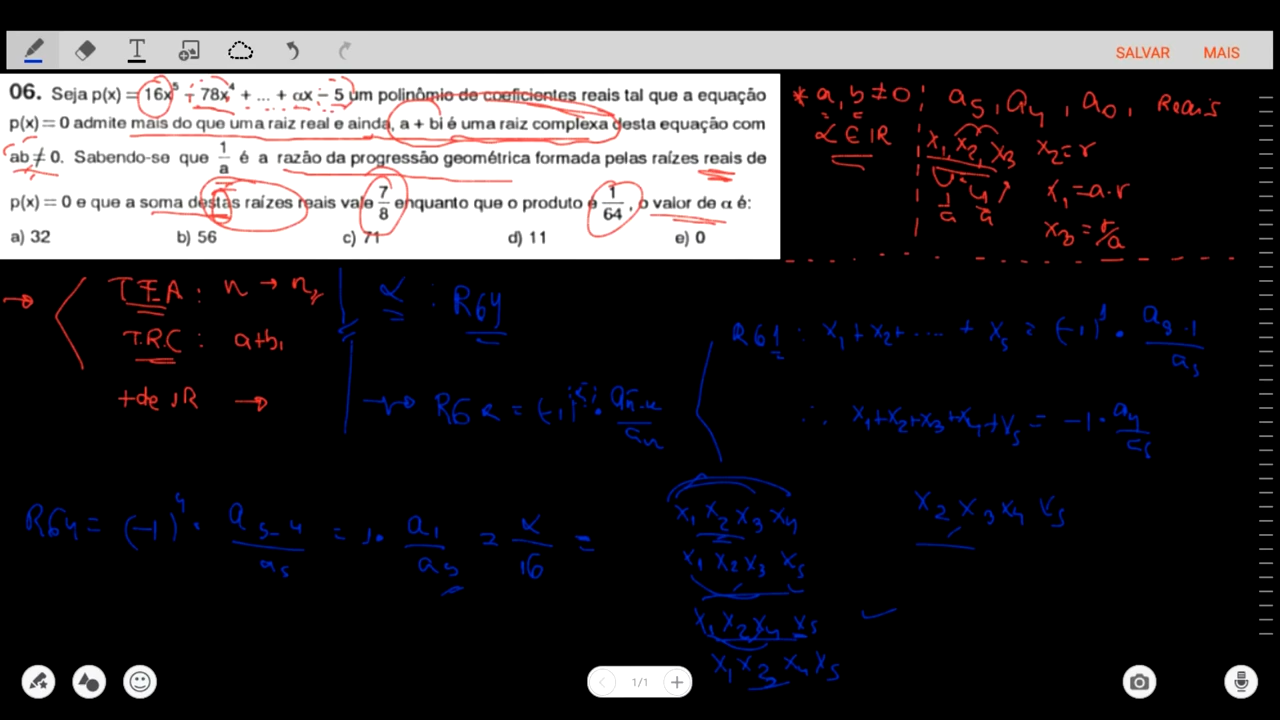 SALVAR MAIS
06. Seja p(x) = 16x⁵ − 78x⁴ + ... + αx − 5 um polinômio de coeficientes reais tal que a equação
p(x) = 0 admite mais do que uma raiz real e ainda, a + bi é uma raiz complexa desta equação com
ab ≠ 0. Sabendo-se que 1/a é a razão da progressão geométrica formada pelas raízes reais de
p(x) = 0 e que a soma destas raízes reais vale 7/8 enquanto que o produto é 1/64, o valor de α é:
a) 32 b) 56 c) 71 d) 11 e) 0
* a, b ≠ 0
α ∈ IR
a₅, a₄, a₀, Reais
x₁, x₂, x₃ x₂ = r
x₁ = a.r
1/a 1/a
x₃ = r/a
→ T.F.A: n → n
T.R.C:
+ de IR →
α : R64
R61: x₁ + x₂ + .... + x₅ = (−1)¹ . a₅₋₁/a₅
∴ x₁+x₂+x₃+x₄+x₅ = −1 . a₄/a₅
R64 = (−1)⁴ . a₅₋₄/a₅ = 1. a₁/a₅ = α/16 =
x₁ x₂ x₃ x₄
x₁ x₂ x₃ x₅
x₁ x₂ x₄ x₅
x₁ x₃ x₄ x₅
x₂ x₃ x₄ x₅
1/1